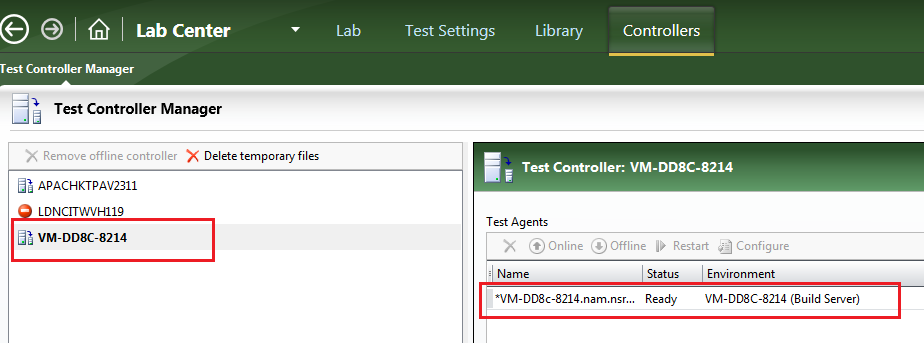 Lab Center Lab Test Settings Library Controllers
Test Controller Manager
Test Controller Manager
Remove offline controller Delete temporary files
APACHKTPAV2311
LDNCITWVH119
VM-DD8C-8214
Test Controller: VM-DD8C-8214
Test Agents
Online Offline Restart Configure
Name Status Environment
*VM-DD8c-8214.nam.nsr... Ready VM-DD8C-8214 (Build Server)